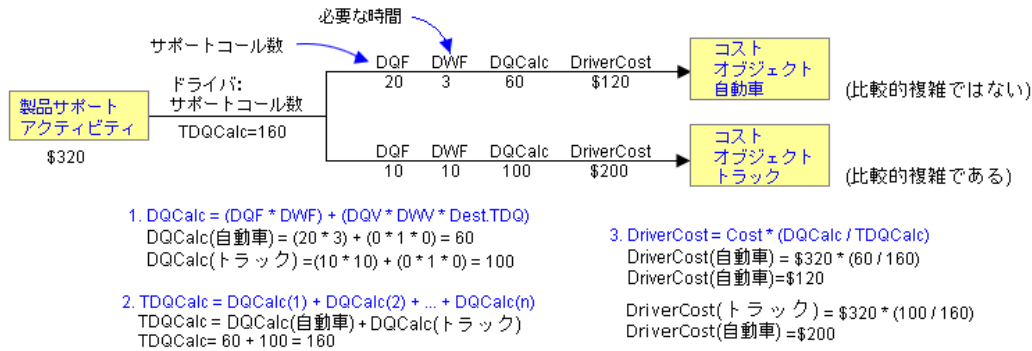 必要な時間
サポートコール数
DQF DWF DQCalc DriverCost
20 3 60 $120
コスト
オブジェクト
自動車
(比較的複雑ではない)
ドライバ:
サポートコール数
製品サポート
アクティビティ
TDQCalc=160
$320
DQF DWF DQCalc DriverCost
10 10 100 $200
コスト
オブジェクト
トラック
(比較的複雑である)
1. DQCalc = (DQF * DWF) + (DQV * DWV * Dest.TDQ)
DQCalc(自動車) = (20 * 3) + (0 * 1 * 0) = 60
DQCalc(トラック) =(10 * 10) + (0 * 1 * 0) = 100
2. TDQCalc = DQCalc(1) + DQCalc(2) + ... + DQCalc(n)
TDQCalc = DQCalc(自動車) + DQCalc(トラック)
TDQCalc= 60 + 100 = 160
3. DriverCost = Cost * (DQCalc / TDQCalc)
DriverCost(自動車) = $320 * (60 / 160)
DriverCost(自動車)=$120
DriverCost(トラック) = $320 * (100 / 160)
DriverCost(自動車) =$200